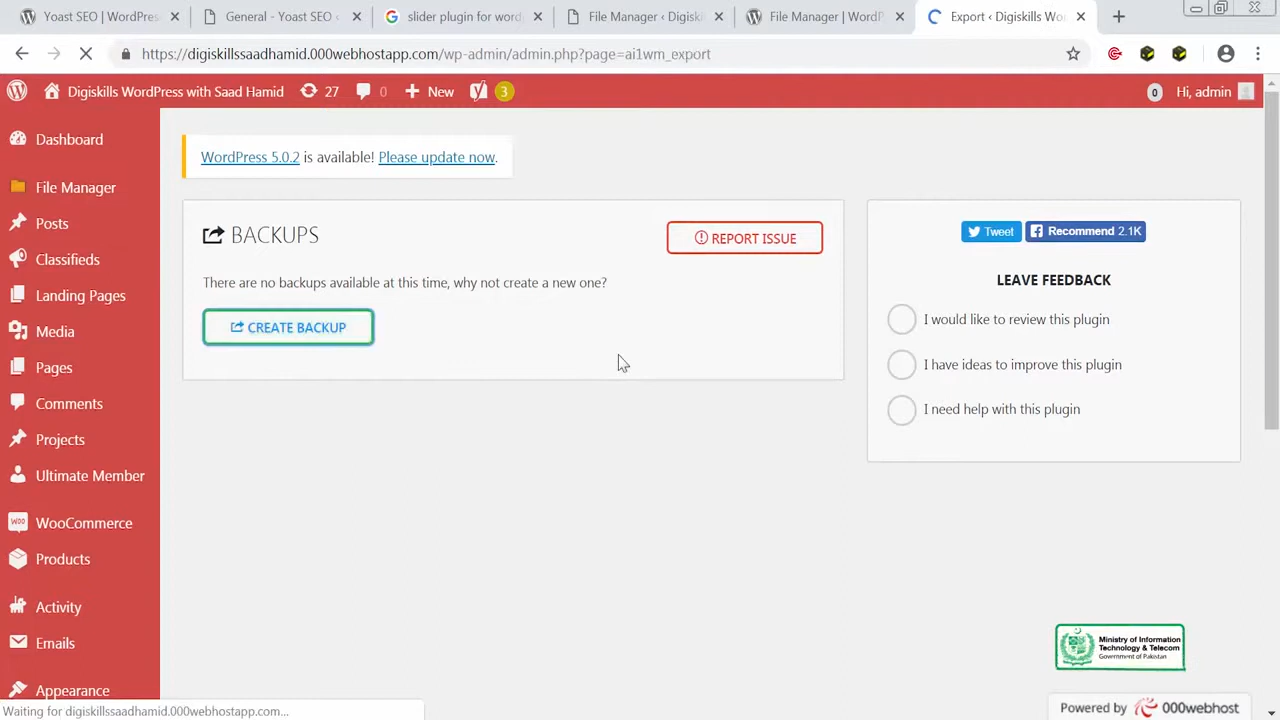 Yoast SEO | WordPress
General - Yoast SEO
slider plugin for word
File Manager ‹ Digiski
File Manager | WordP
Export ‹ Digiskills Wo
https://digiskillssaadhamid.000webhostapp.com/wp-admin/admin.php?page=ai1wm_export
Digiskills WordPress with Saad Hamid
27
0
New
3
0
Hi, admin
Dashboard
File Manager
Posts
Classifieds
Landing Pages
Media
Pages
Comments
Projects
Ultimate Member
WooCommerce
Products
Activity
Emails
Appearance
WordPress 5.0.2 is available! Please update now.
BACKUPS
REPORT ISSUE
There are no backups available at this time, why not create a new one?
CREATE BACKUP
Tweet
Recommend 2.1K
LEAVE FEEDBACK
I would like to review this plugin
I have ideas to improve this plugin
I need help with this plugin
Ministry of Information
Technology & Telecom
Government of Pakistan
Powered by 000webhost
Waiting for digiskillssaadhamid.000webhostapp.com...